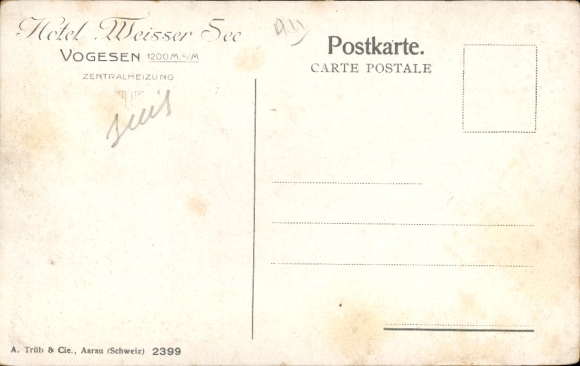 Hotel Weisser See
VOGESEN 1200 M. ü/M
ZENTRALHEIZUNG
Postkarte.
CARTE POSTALE
A. Trüb & Cie., Aarau (Schweiz) 2399